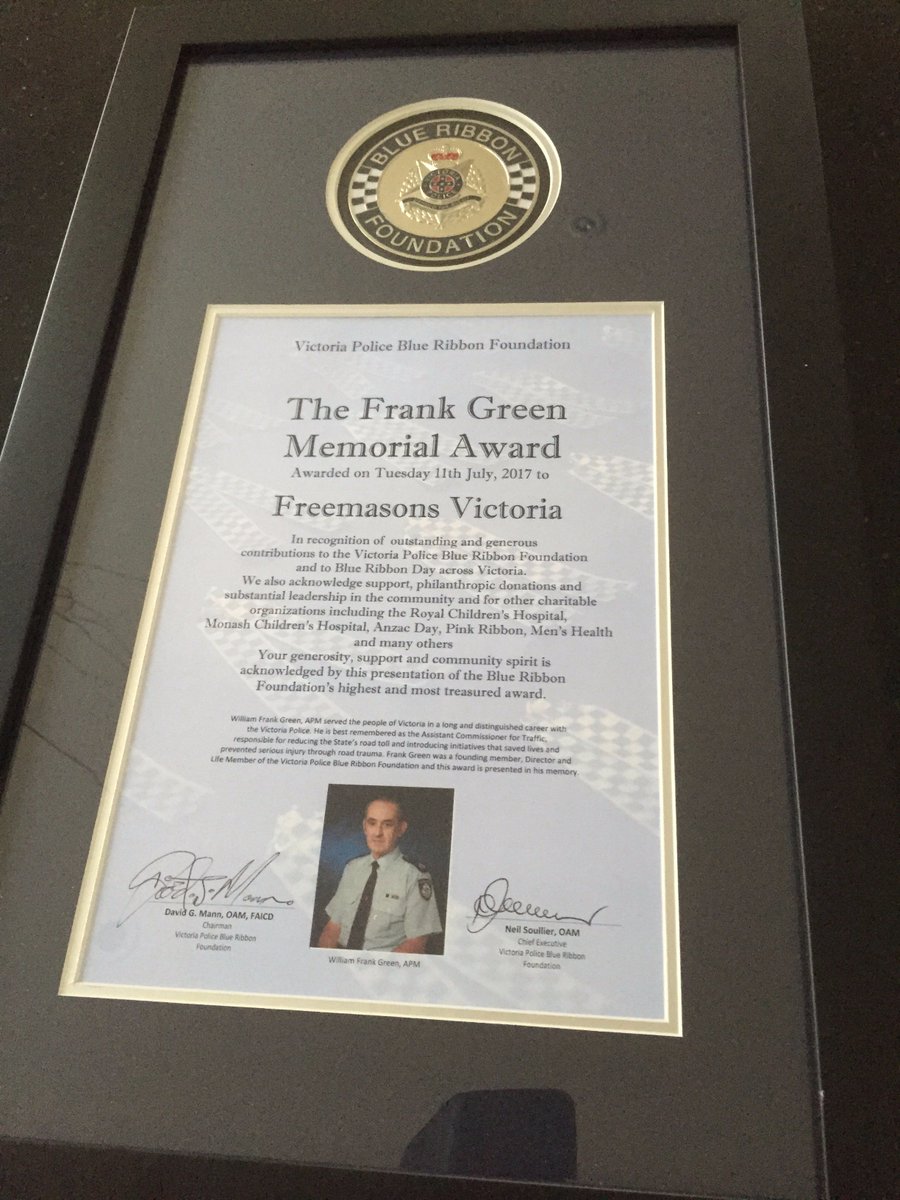 BLUE RIBBON
FOUNDATION
Victoria Police Blue Ribbon Foundation
The Frank Green
Memorial Award
Awarded on Tuesday 11th July, 2017 to
Freemasons Victoria
In recognition of outstanding and generous
contributions to the Victoria Police Blue Ribbon Foundation
and to Blue Ribbon Day across Victoria.
We also acknowledge support, philanthropic donations and
substantial leadership in the community and for other charitable
organizations including the Royal Children's Hospital,
Monash Children's Hospital, Anzac Day, Pink Ribbon, Men's Health
and many others
Your generosity, support and community spirit is
acknowledged by this presentation of the Blue Ribbon
Foundation's highest and most treasured award.
William Frank Green, APM served the people of Victoria in a long and distinguished career with
the Victoria Police. He is best remembered as the Assistant Commissioner for Traffic,
responsible for reducing the State's road toll and introducing initiatives that saved lives and
prevented serious injury through road trauma. Frank Green was a founding member, Director and
Life Member of the Victoria Police Blue Ribbon Foundation and this award is presented in his memory
David G. Mann, OAM, FAICD
Chairman
Victoria Police Blue Ribbon
Foundation
William Frank Green, APM
Neil Soullier, OAM
Chief Executive
Victoria Police Blue Ribbon
Foundation